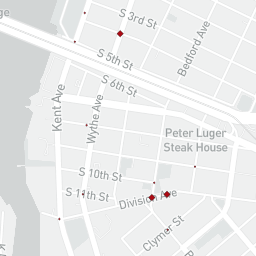 ge
S 3rd St
Bedford Ave
S 5th St
S 6th St
Kent Ave
Wythe Ave
Peter Luger
Steak House
S 10th St
S 11th St
Division Ave
Clymer St